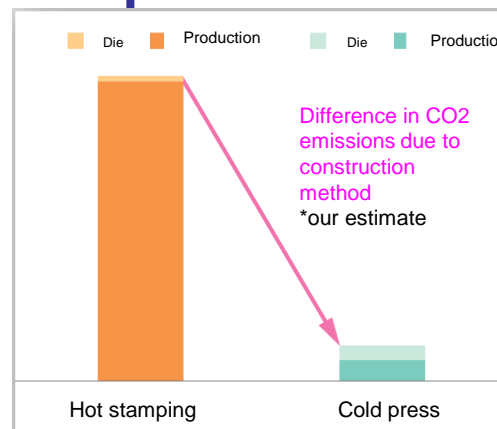 Die Production Die Productio
Difference in CO2
emissions due to
construction
method
*our estimate
Hot stamping Cold press